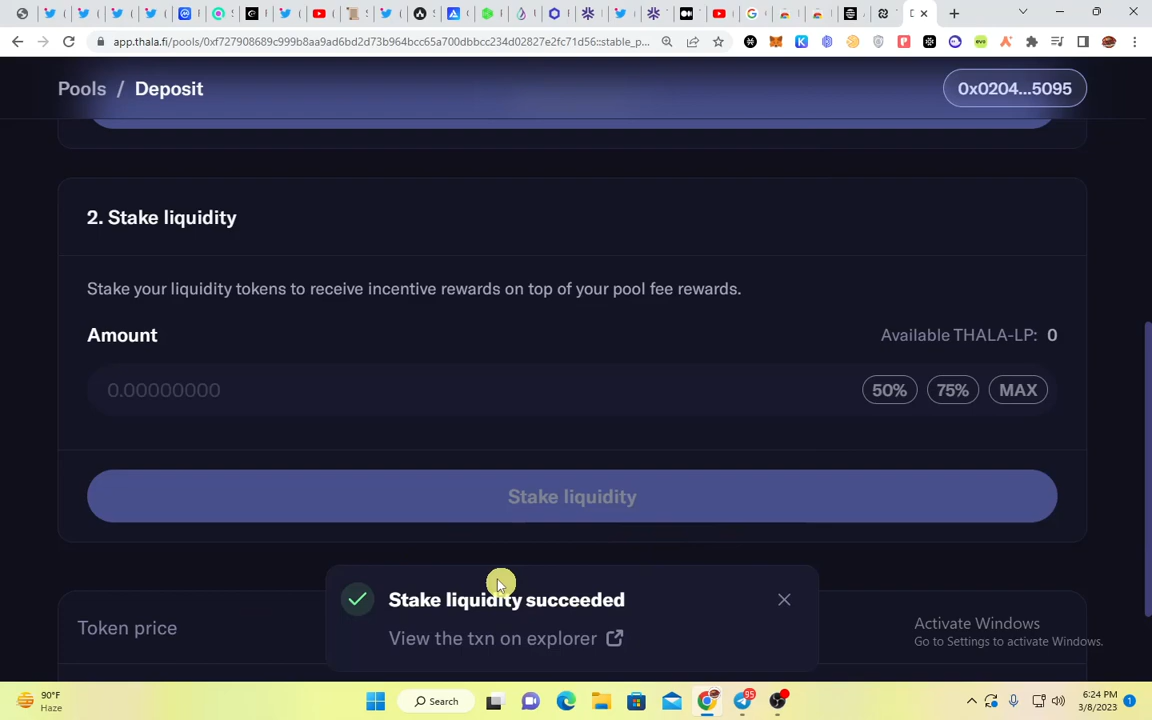 app.thala.fi/pools/0xf727908689c999b8aa9ad6bd2d73b964bcc65a700dbbcc234d02827e2fc71d56::stable_p...
Pools / Deposit
0x0204...5095
2. Stake liquidity
Stake your liquidity tokens to receive incentive rewards on top of your pool fee rewards.
Amount
Available THALA-LP: 0
0.00000000
50%
75%
MAX
Stake liquidity
Stake liquidity succeeded
View the txn on explorer
Token price
Activate Windows
Go to Settings to activate Windows.
90°F
Haze
Search
95
6:24 PM
3/8/2023
1